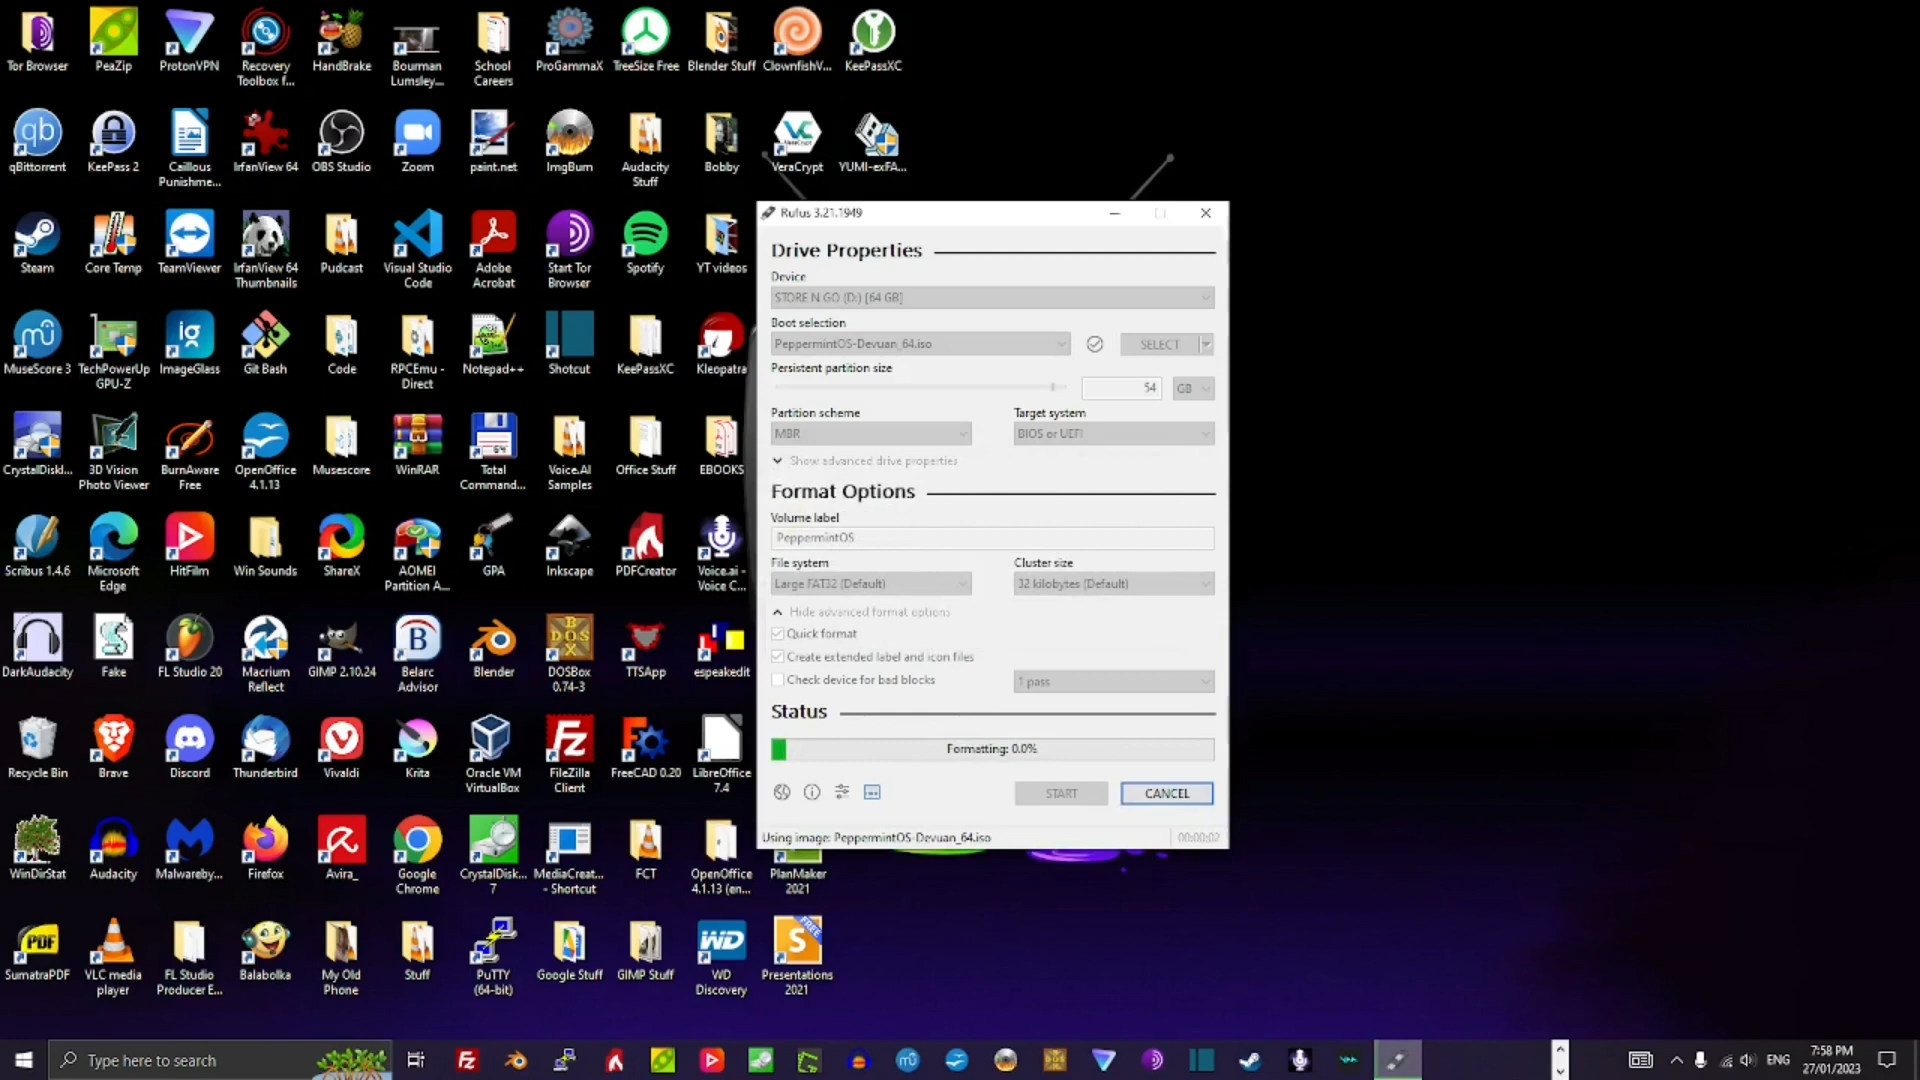 Tor Browser
PeaZip
ProtonVPN
Recovery
Toolbox f...
HandBrake
Bourman
Lumsley...
School
Careers
ProGammaX
TreeSize Free
Blender Stuff
ClownfishV...
KeePassXC
qBittorrent
KeePass 2
Caillous
Punishme...
IrfanView 64
OBS Studio
Zoom
paint.net
ImgBurn
Audacity
Stuff
Bobby
VeraCrypt
YUMI-exFA...
Steam
Core Temp
TeamViewer
IrfanView 64
Thumbnails
Pudcast
Visual Studio
Code
Adobe
Acrobat
Start Tor
Browser
Spotify
YT videos
MuseScore 3
TechPowerUp
GPU-Z
ImageGlass
Git Bash
Code
RPCEmu -
Direct
Notepad++
Shotcut
KeePassXC
Kleopatra
CrystalDiskI...
3D Vision
Photo Viewer
BurnAware
Free
OpenOffice
4.1.13
Musescore
WinRAR
Total
Command...
Voice.AI
Samples
Office Stuff
EBOOKS
Scribus 1.4.6
Microsoft
Edge
HitFilm
Win Sounds
ShareX
AOMEI
Partition A...
GPA
Inkscape
PDFCreator
Voice.ai -
Voice C...
DarkAudacity
Fake
FL Studio 20
Macrium
Reflect
GIMP 2.10.24
Belarc
Advisor
Blender
DOSBox
0.74-3
TTSApp
espeakedit
Recycle Bin
Brave
Discord
Thunderbird
Vivaldi
Krita
Oracle VM
VirtualBox
FileZilla
Client
FreeCAD 0.20
LibreOffice
7.4
WinDirStat
Audacity
Malwareby...
Firefox
Avira_
Google
Chrome
CrystalDisk...
7
MediaCreat...
- Shortcut
FCT
OpenOffice
4.1.13 (en...
PlanMaker
2021
SumatraPDF
VLC media
player
FL Studio
Producer E...
Balabolka
My Old
Phone
Stuff
PuTTY
(64-bit)
Google Stuff
GIMP Stuff
WD
Discovery
Presentations
2021
Rufus 3.21.1949
Drive Properties
Device
STORE N GO (D:) [64 GB]
Boot selection
PeppermintOS-Devuan_64.iso
SELECT
Persistent partition size
54
GB
Partition scheme
Target system
MBR
BIOS or UEFI
Show advanced drive properties
Format Options
Volume label
PeppermintOS
File system
Cluster size
Large FAT32 (Default)
32 kilobytes (Default)
Hide advanced format options
Quick format
Create extended label and icon files
Check device for bad blocks
1 pass
Status
Formatting: 0.0%
START
CANCEL
Using image: PeppermintOS-Devuan_64.iso
00:00:02
Type here to search
ENG
7:58 PM
27/01/2023